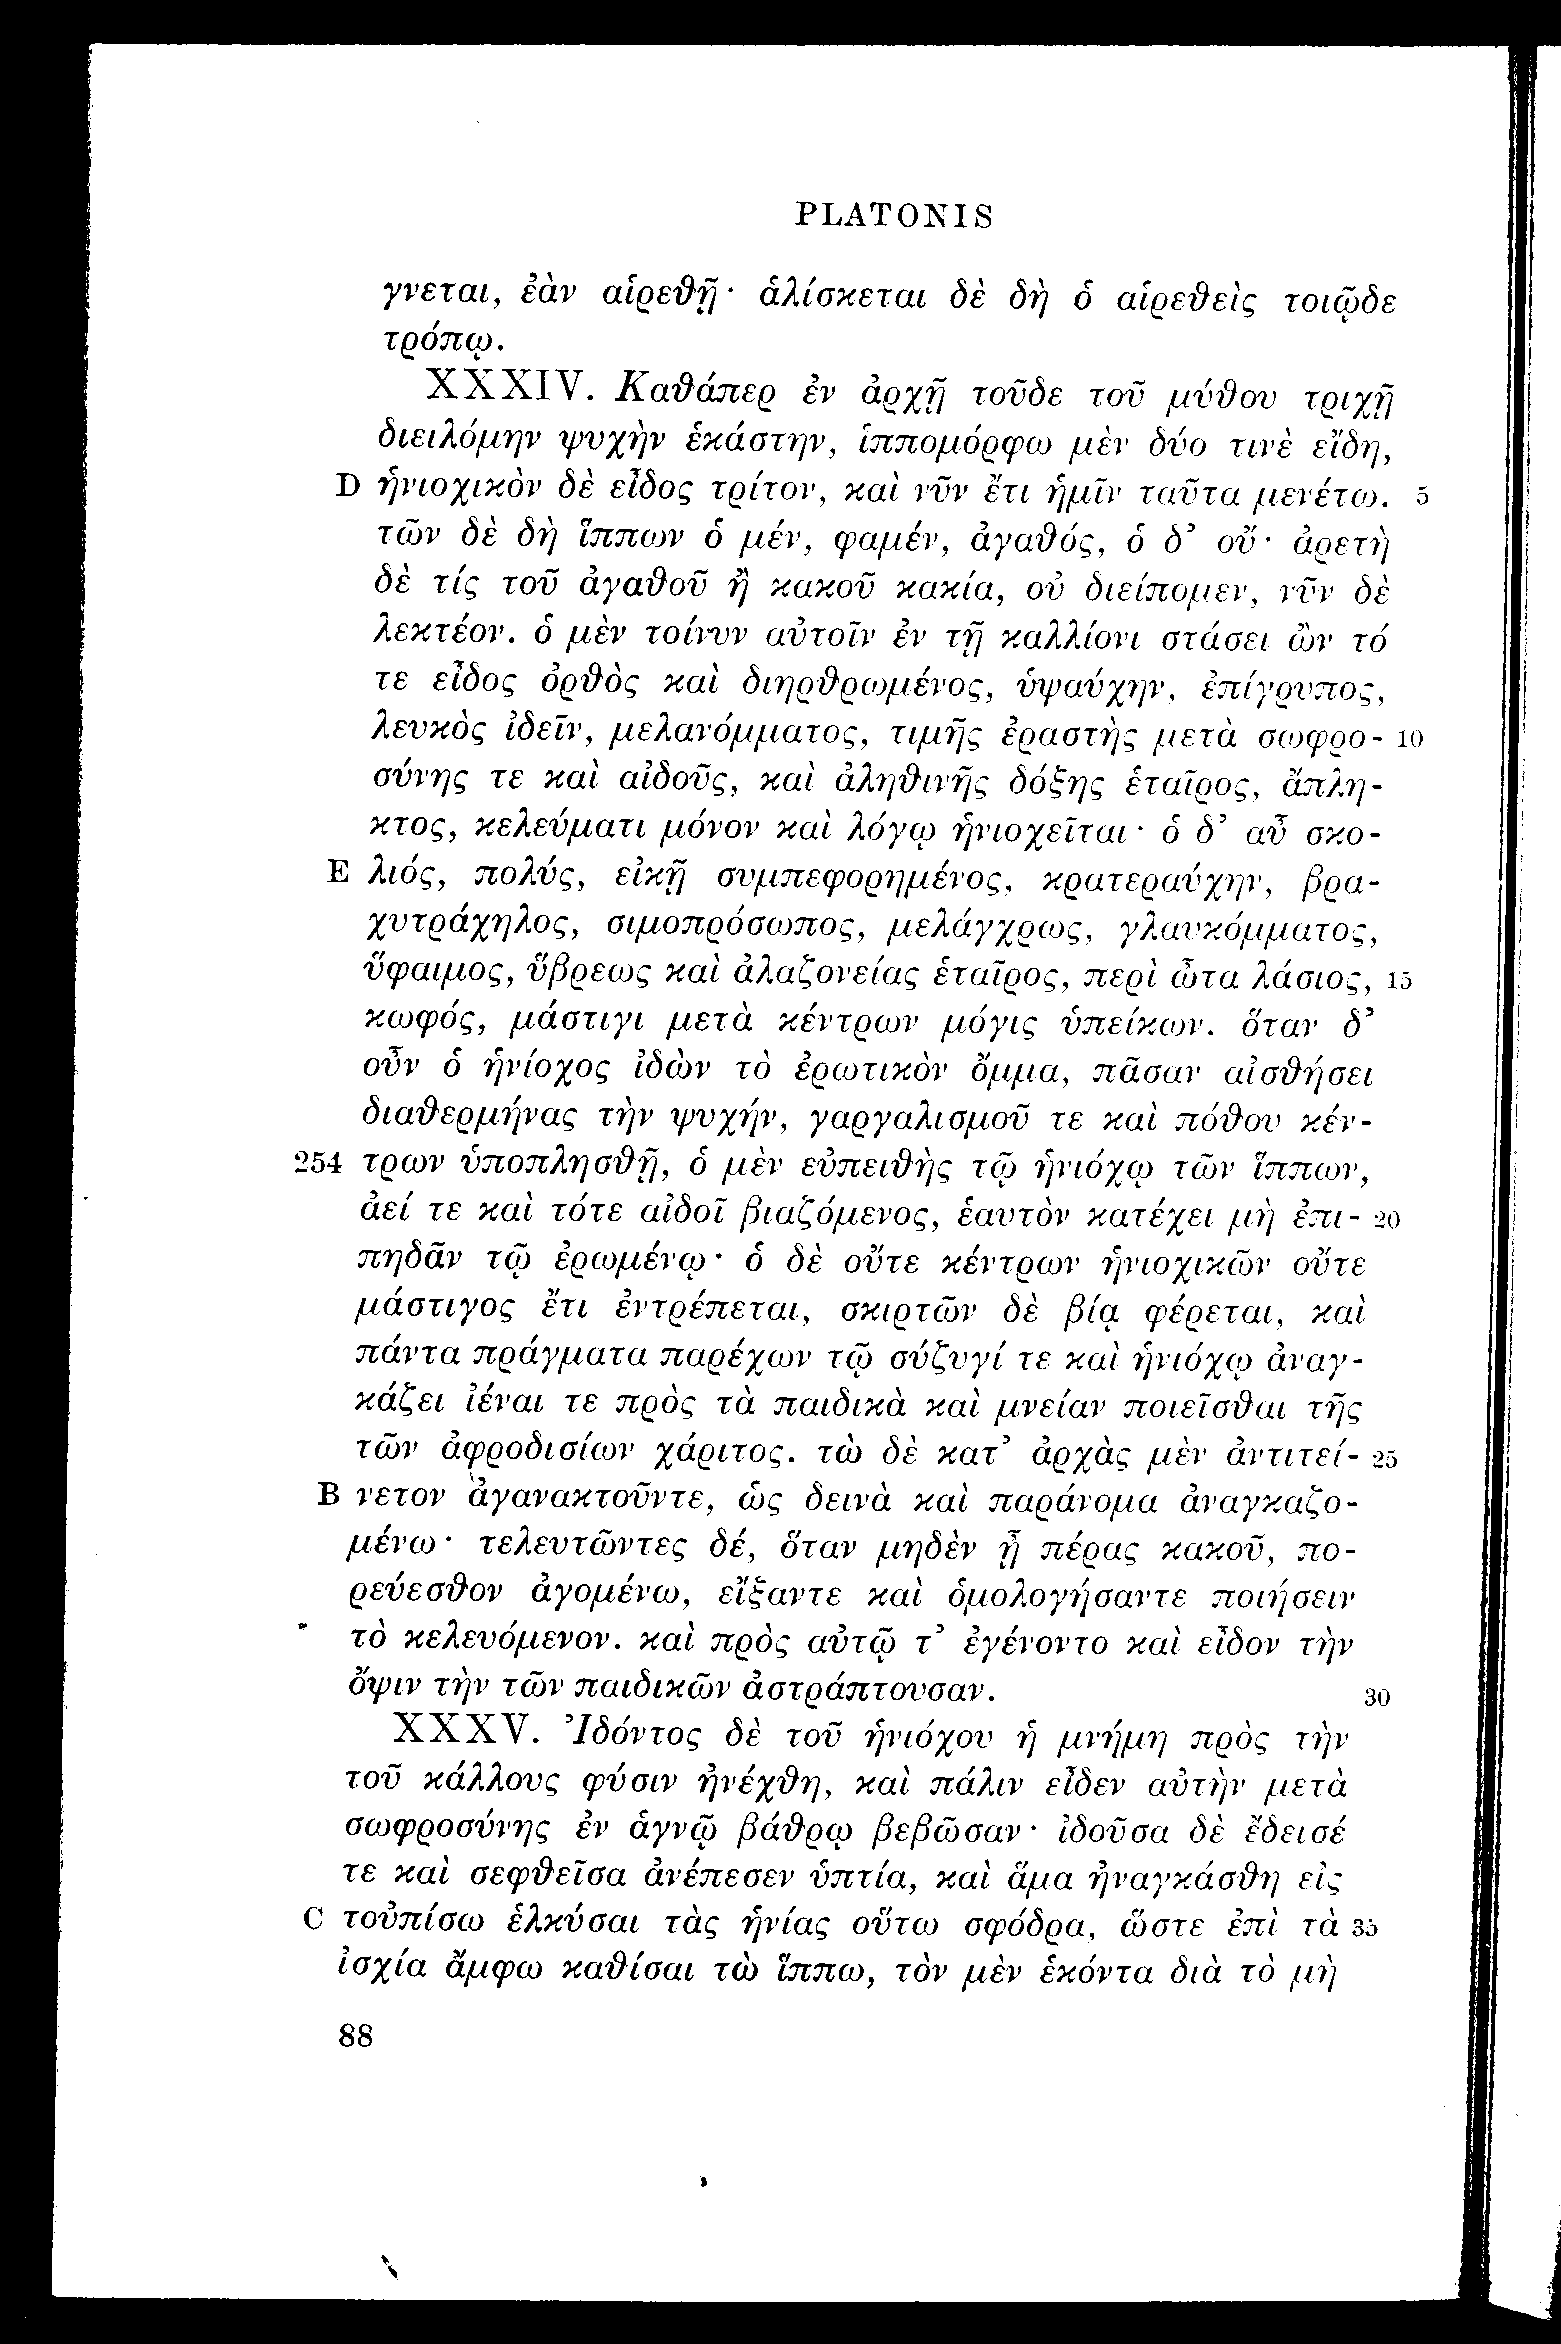 PLATONIS
γνεται, ἐὰν αἱρεθῇ· ἁλίσκεται δὲ δὴ ὁ αἱρεθεὶς τοιῷδε
τρόπῳ.
XXXIV. Καθάπερ ἐν ἀρχῇ τοῦδε τοῦ μύθου τριχῇ
διειλόμην ψυχὴν ἑκάστην, ἱππομόρφω μὲν δύο τινὲ εἴδη,
D ἡνιοχικὸν δὲ εἶδος τρίτον, καὶ νῦν ἔτι ἡμῖν ταῦτα μενέτω. 5
τῶν δὲ δὴ ἵππων ὁ μέν, φαμέν, ἀγαθός, ὁ δ’ οὔ· ἀρετὴ
δὲ τίς τοῦ ἀγαθοῦ ἢ κακοῦ κακία, οὐ διείπομεν, νῦν δὲ
λεκτέον. ὁ μὲν τοίνυν αὐτοῖν ἐν τῇ καλλίονι στάσει ὢν τό
τε εἶδος ὀρθὸς καὶ διηρθρωμένος, ὑψαύχην, ἐπίγρυπος,
λευκὸς ἰδεῖν, μελανόμματος, τιμῆς ἐραστὴς μετὰ σωφρο- 10
σύνης τε καὶ αἰδοῦς, καὶ ἀληθινῆς δόξης ἑταῖρος, ἄπλη-
κτος, κελεύματι μόνον καὶ λόγῳ ἡνιοχεῖται· ὁ δ’ αὖ σκο-
E λιός, πολύς, εἰκῇ συμπεφορημένος, κρατεραύχην, βρα-
χυτράχηλος, σιμοπρόσωπος, μελάγχρως, γλαυκόμματος,
ὕφαιμος, ὕβρεως καὶ ἀλαζονείας ἑταῖρος, περὶ ὦτα λάσιος, 15
κωφός, μάστιγι μετὰ κέντρων μόγις ὑπείκων. ὅταν δ’
οὖν ὁ ἡνίοχος ἰδὼν τὸ ἐρωτικὸν ὄμμα, πᾶσαν αἰσθήσει
διαθερμήνας τὴν ψυχήν, γαργαλισμοῦ τε καὶ πόθου κέν-
254 τρων ὑποπλησθῇ, ὁ μὲν εὐπειθὴς τῷ ἡνιόχῳ τῶν ἵππων,
ἀεί τε καὶ τότε αἰδοῖ βιαζόμενος, ἑαυτὸν κατέχει μὴ ἐπι- 20
πηδᾶν τῷ ἐρωμένῳ· ὁ δὲ οὔτε κέντρων ἡνιοχικῶν οὔτε
μάστιγος ἔτι ἐντρέπεται, σκιρτῶν δὲ βίᾳ φέρεται, καὶ
πάντα πράγματα παρέχων τῷ σύζυγί τε καὶ ἡνιόχῳ ἀναγ-
κάζει ἰέναι τε πρὸς τὰ παιδικὰ καὶ μνείαν ποιεῖσθαι τῆς
τῶν ἀφροδισίων χάριτος. τὼ δὲ κατ’ ἀρχὰς μὲν ἀντιτεί- 25
B νετον ἀγανακτοῦντε, ὡς δεινὰ καὶ παράνομα ἀναγκαζο-
μένω· τελευτῶντες δέ, ὅταν μηδὲν ᾖ πέρας κακοῦ, πο-
ρεύεσθον ἀγομένω, εἴξαντε καὶ ὁμολογήσαντε ποιήσειν
τὸ κελευόμενον. καὶ πρὸς αὐτῷ τ’ ἐγένοντο καὶ εἶδον τὴν
ὄψιν τὴν τῶν παιδικῶν ἀστράπτουσαν. 30
XXXV. Ἰδόντος δὲ τοῦ ἡνιόχου ἡ μνήμη πρὸς τὴν
τοῦ κάλλους φύσιν ἠνέχθη, καὶ πάλιν εἶδεν αὐτὴν μετὰ
σωφροσύνης ἐν ἁγνῷ βάθρῳ βεβῶσαν· ἰδοῦσα δὲ ἔδεισέ
τε καὶ σεφθεῖσα ἀνέπεσεν ὑπτία, καὶ ἅμα ἠναγκάσθη εἰς
C τοὐπίσω ἑλκύσαι τὰς ἡνίας οὕτω σφόδρα, ὥστε ἐπὶ τὰ 35
ἰσχία ἄμφω καθίσαι τὼ ἵππω, τὸν μὲν ἑκόντα διὰ τὸ μὴ
88